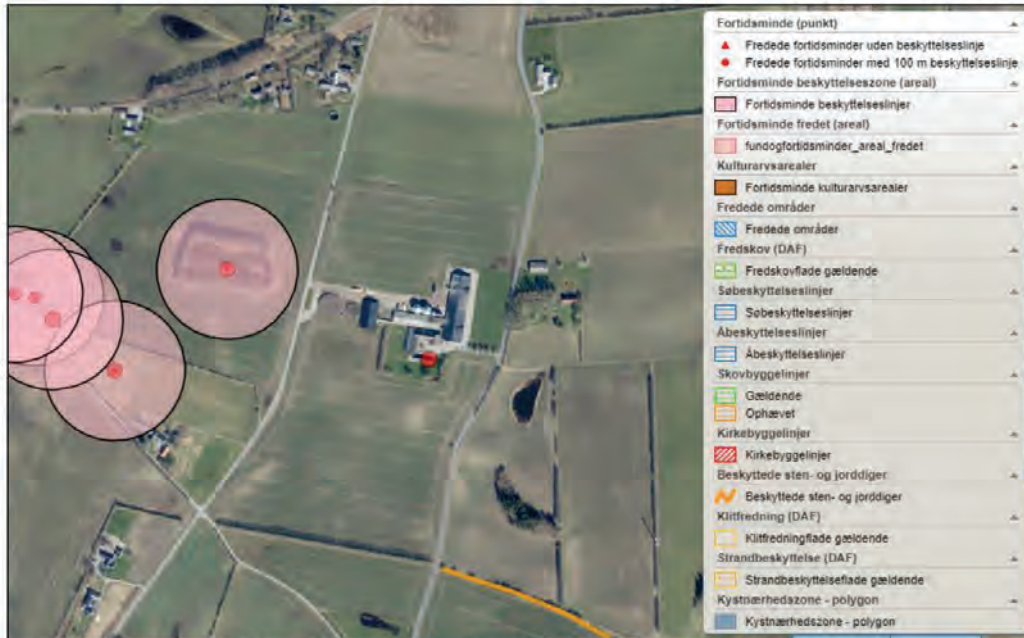 Fortidsminde (punkt)
Fredede fortidsminder uden beskyttelseslinje
Fredede fortidsminder med 100 m beskyttelseslinje
Fortidsminde beskyttelseszone (areal)
Fortidsminde beskyttelseslinjer
Fortidsminde fredet (areal)
fundogfortidsminder_areal_fredet
Kulturarvsarealer
Fortidsminde kulturarvsarealer
Fredede områder
Fredede områder
Fredskov (DAF)
Fredskovflade gældende
Søbeskyttelseslinjer
Søbeskyttelseslinjer
Åbeskyttelseslinjer
Åbeskyttelseslinjer
Skovbyggelinjer
Gældende
Ophævet
Kirkebyggelinjer
Kirkebyggelinjer
Beskyttede sten- og jorddiger
Beskyttede sten- og jorddiger
Klitfredning (DAF)
Klitfredningflade gældende
Strandbeskyttelse (DAF)
Strandbeskyttelseflade gældende
Kystnærhedszone - polygon
Kystnærhedszone - polygon